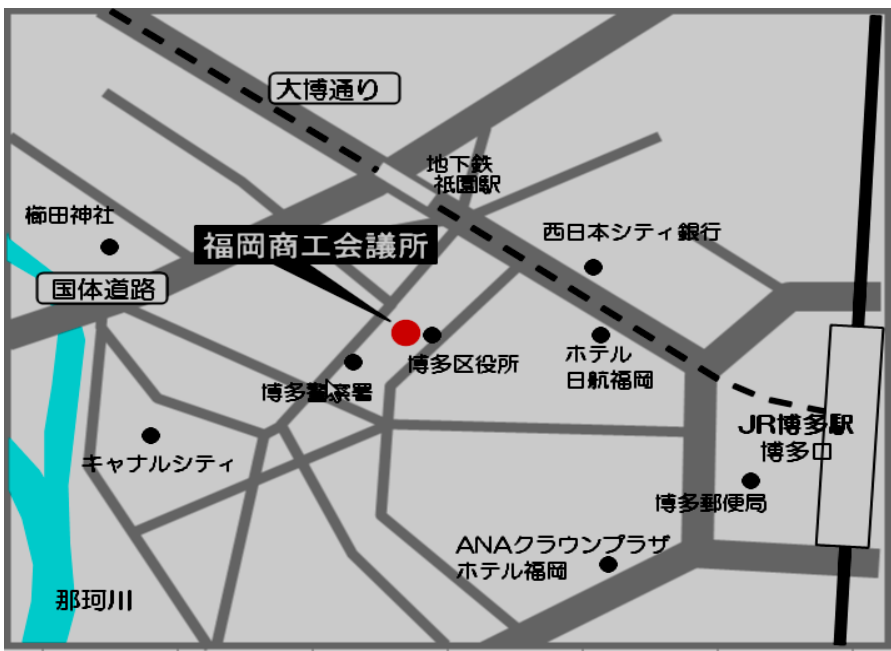 大博通り
地下鉄
祇園駅
櫛田神社
福岡商工会議所
西日本シティ銀行
国体道路
博多区役所
ホテル
日航福岡
博多警察署
JR博多駅
博多口
キャナルシティ
博多郵便局
ANAクラウンプラザ
ホテル福岡
那珂川